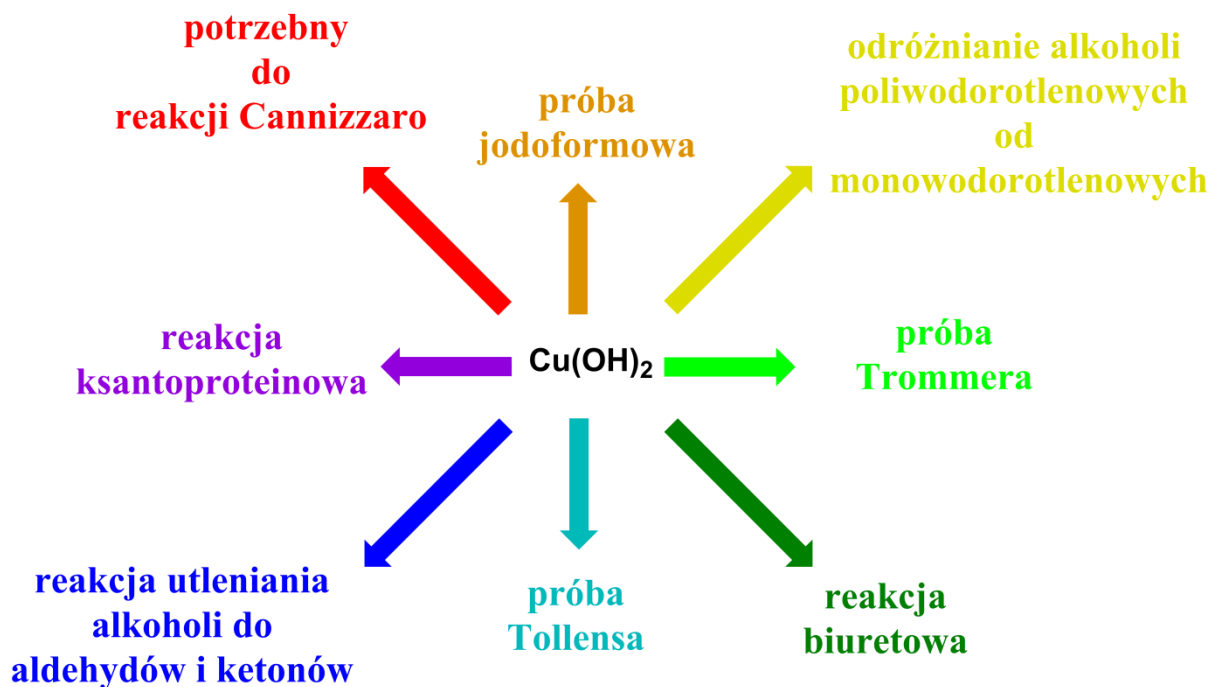 potrzebny
do
reakcji Cannizzaro
próba
jodoformowa
odróżnianie alkoholi
poliwodorotlenowych
od
monowodorotlenowych
reakcja
ksantoproteinowa
Cu(OH)₂
próba
Trommera
reakcja utleniania
alkoholi do
aldehydów i ketonów
próba
Tollensa
reakcja
biuretowa